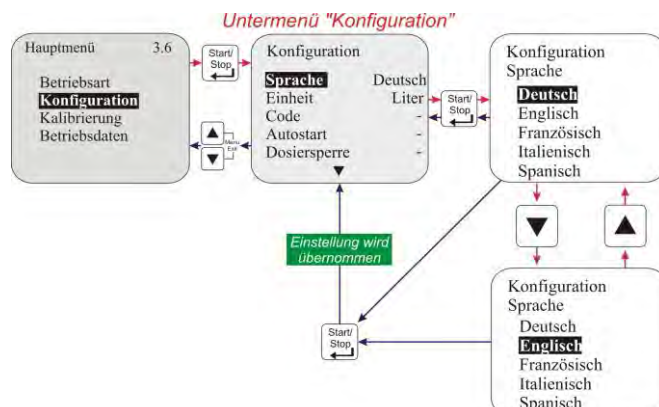 Untermenü "Konfiguration"
Hauptmenü 3.6
Betriebsart
Konfiguration
Kalibrierung
Betriebsdaten
Start/
Stop
Menu
Exit
Konfiguration
Sprache Deutsch
Einheit Liter
Code -
Autostart -
Dosiersperre -
Start/
Stop
Konfiguration
Sprache
Deutsch
Englisch
Französisch
Italienisch
Spanisch
Einstellung wird
übernommen
Start/
Stop
Konfiguration
Sprache
Deutsch
Englisch
Französisch
Italienisch
Spanisch